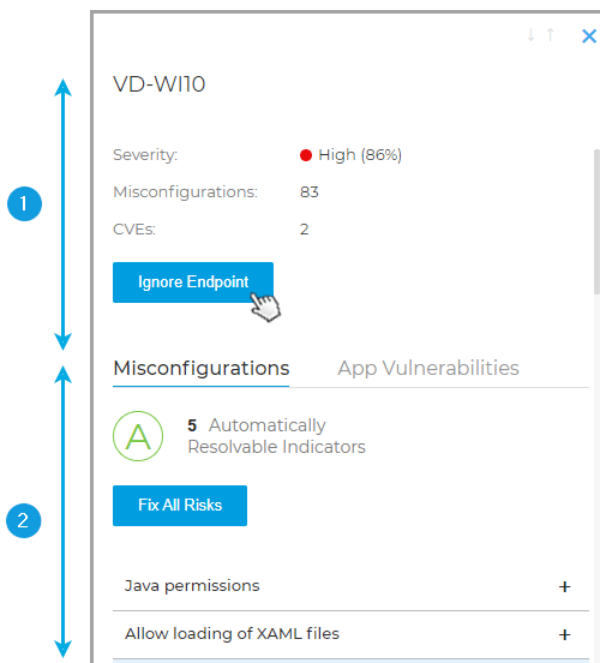 VD-WI10
Severity: High (86%)
Misconfigurations: 83
CVEs: 2
1
Ignore Endpoint
Misconfigurations App Vulnerabilities
A
5 Automatically
Resolvable Indicators
Fix All Risks
2
Java permissions +
Allow loading of XAML files +